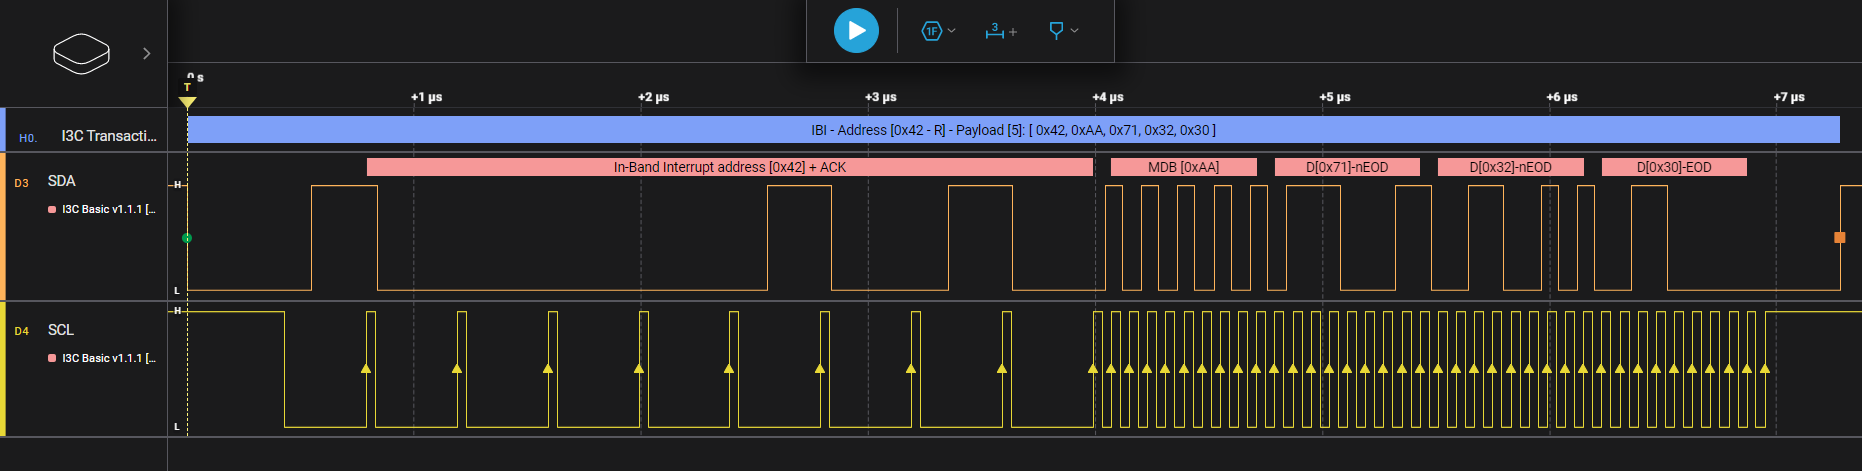 1F
3
+
0 s
T
+1 µs
+2 µs
+3 µs
+4 µs
+5 µs
+6 µs
+7 µs
H0. I3C Transacti...
IBI - Address [0x42 - R] - Payload [5]: [ 0x42, 0xAA, 0x71, 0x32, 0x30 ]
In-Band Interrupt address [0x42] + ACK
MDB [0xAA]
D[0x71]-nEOD
D[0x32]-nEOD
D[0x30]-EOD
D3 SDA
H
I3C Basic v1.1.1 [...
L
H
D4 SCL
I3C Basic v1.1.1 [...
L